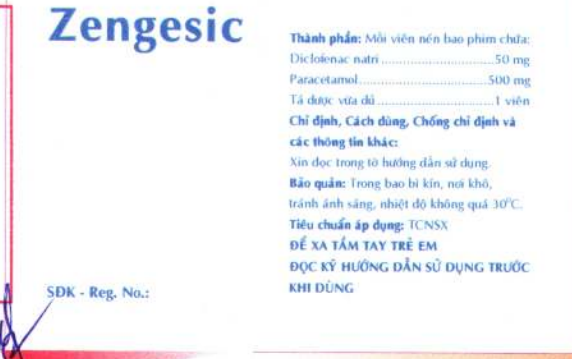 Zengesic
Thành phần: Mỗi viên nén bao phim chứa:
Diclofenac natri..............................50 mg
Paracetamol..................................500 mg
Tá dược vừa đủ..............................1 viên
Chỉ định, Cách dùng, Chống chỉ định và
các thông tin khác:
Xin đọc trong tờ hướng dẫn sử dụng.
Bảo quản: Trong bao bì kín, nơi khô,
tránh ánh sáng, nhiệt độ không quá 30°C.
Tiêu chuẩn áp dụng: TCNSX
ĐỂ XA TẦM TAY TRẺ EM
ĐỌC KỸ HƯỚNG DẪN SỬ DỤNG TRƯỚC
KHI DÙNG
SĐK - Reg. No.: